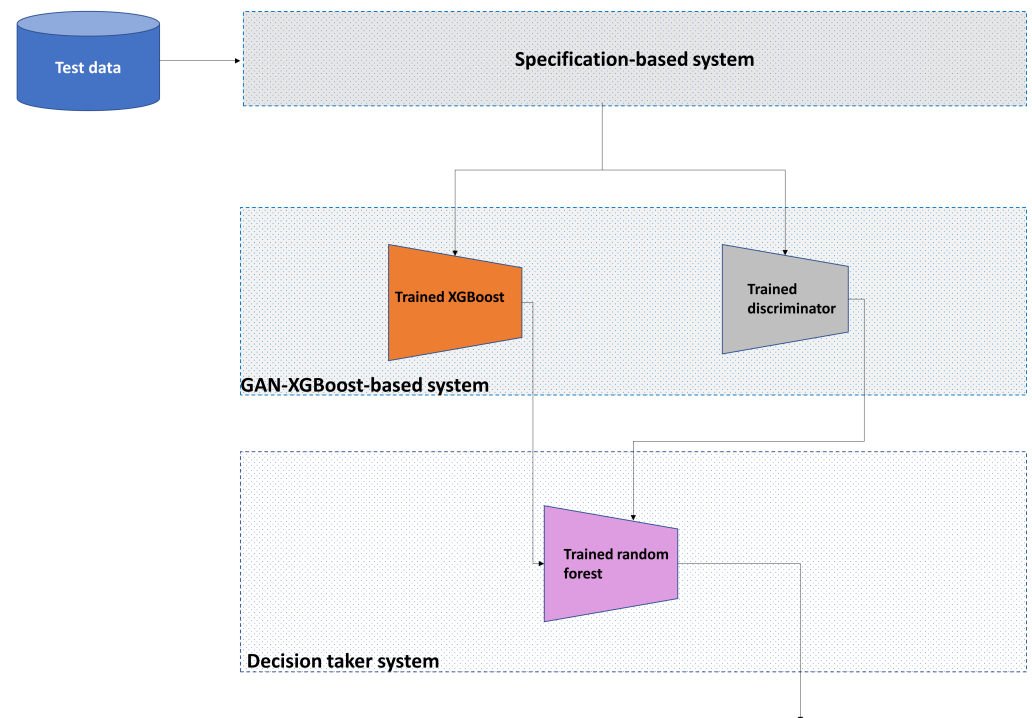 Test data
Specification-based system
Trained XGBoost
Trained
discriminator
GAN-XGBoost-based system
Trained random
forest
Decision taker system